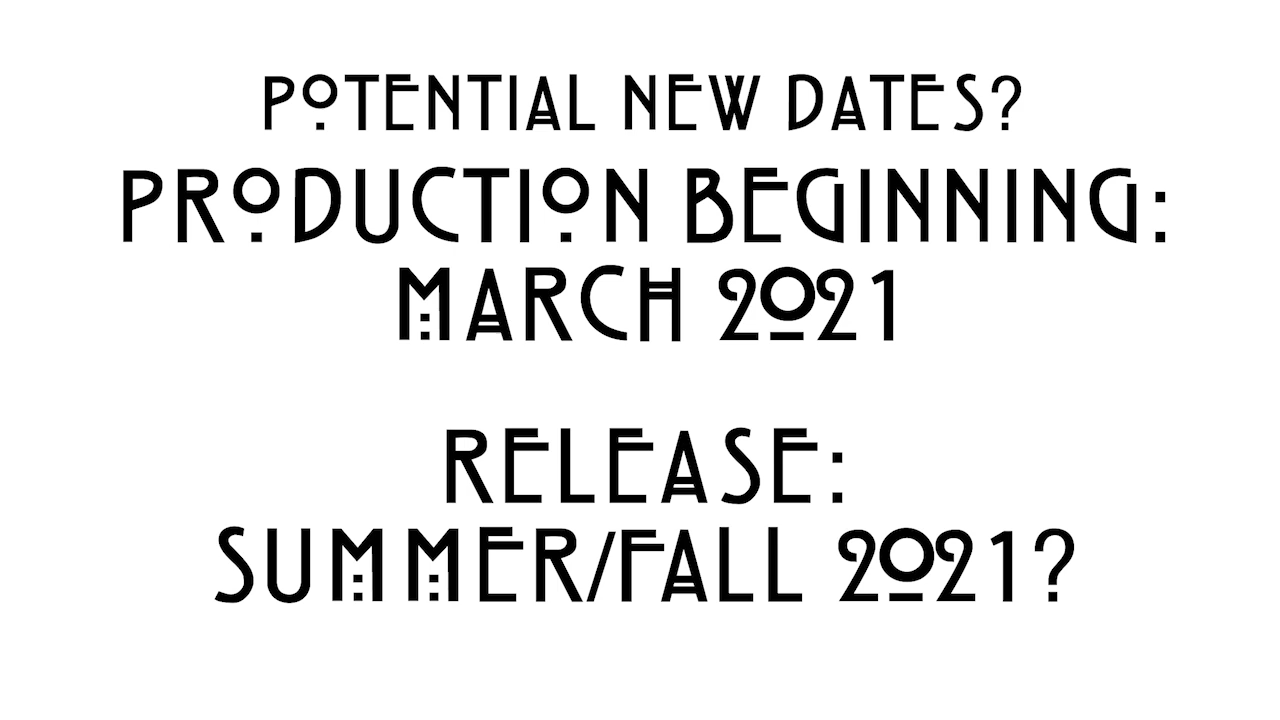 POTENTIAL NEW DATES?
PRODUCTION BEGINNING:
MARCH 2021
RELEASE:
SUMMER/FALL 2021?